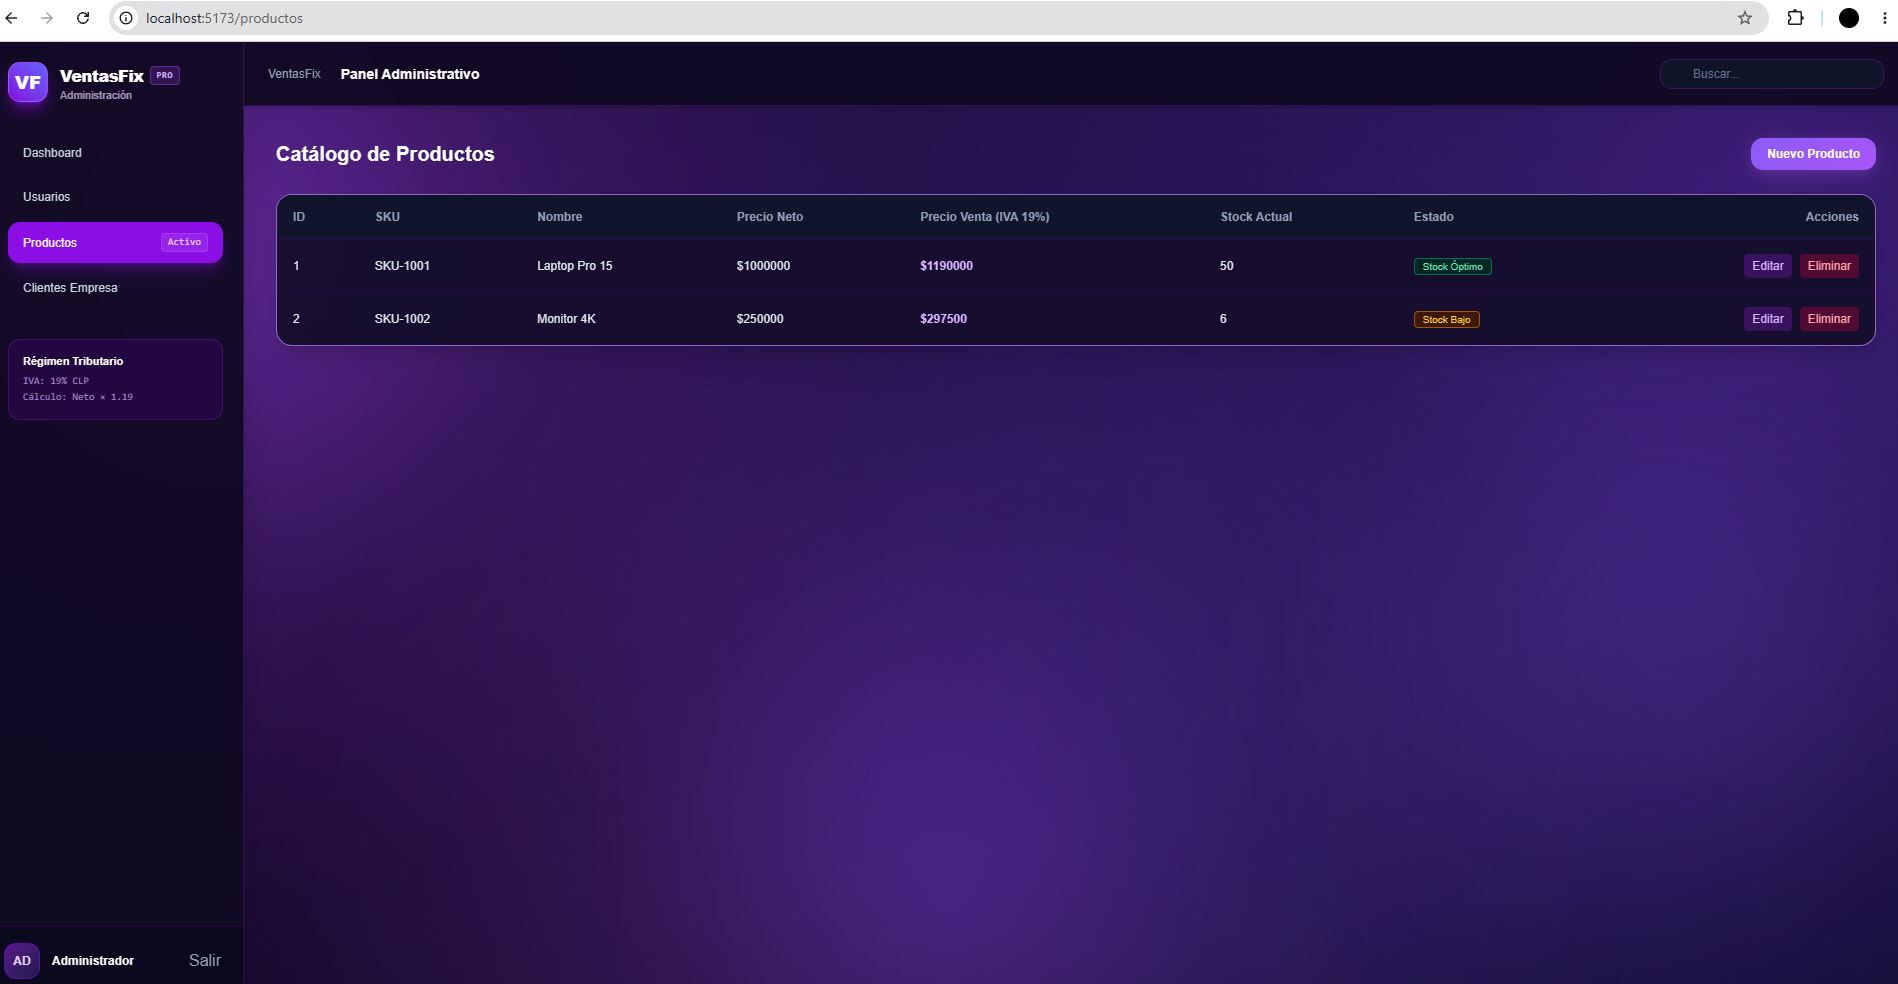 localhost:5173/productos
VF
VentasFix PRO
Administración
Dashboard
Usuarios
Productos Activo
Clientes Empresa
Régimen Tributario
IVA: 19% CLP
Cálculo: Neto × 1.19
AD Administrador Salir
VentasFix Panel Administrativo
Buscar...
Catálogo de Productos
Nuevo Producto
ID SKU Nombre Precio Neto Precio Venta (IVA 19%) Stock Actual Estado Acciones
1 SKU-1001 Laptop Pro 15 $1000000 $1190000 50 Stock Óptimo Editar Eliminar
2 SKU-1002 Monitor 4K $250000 $297500 6 Stock Bajo Editar Eliminar